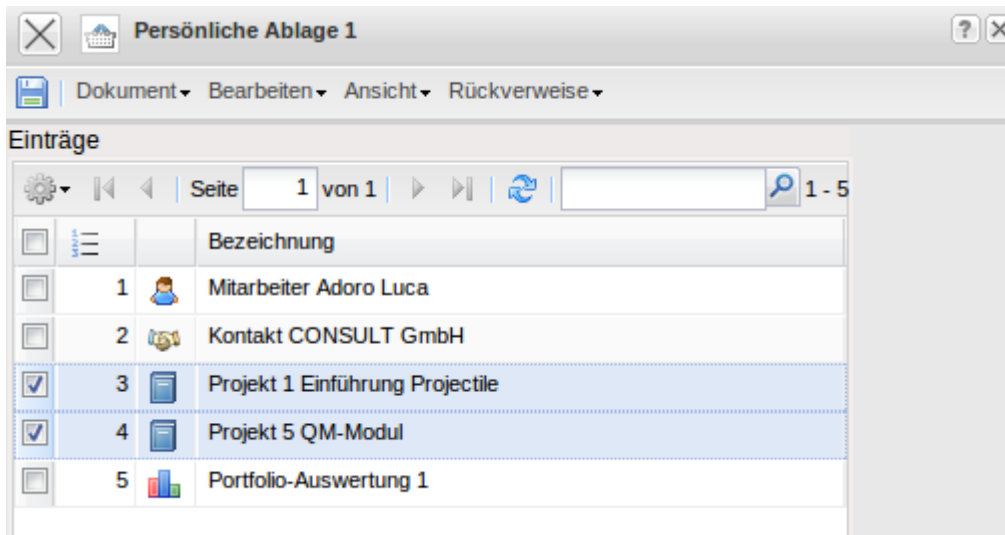 Persönliche Ablage 1 ?
Dokument Bearbeiten Ansicht Rückverweise
Einträge
Seite 1 von 1 1 - 5
Bezeichnung
1 Mitarbeiter Adoro Luca
2 Kontakt CONSULT GmbH
3 Projekt 1 Einführung Projectile
4 Projekt 5 QM-Modul
5 Portfolio-Auswertung 1